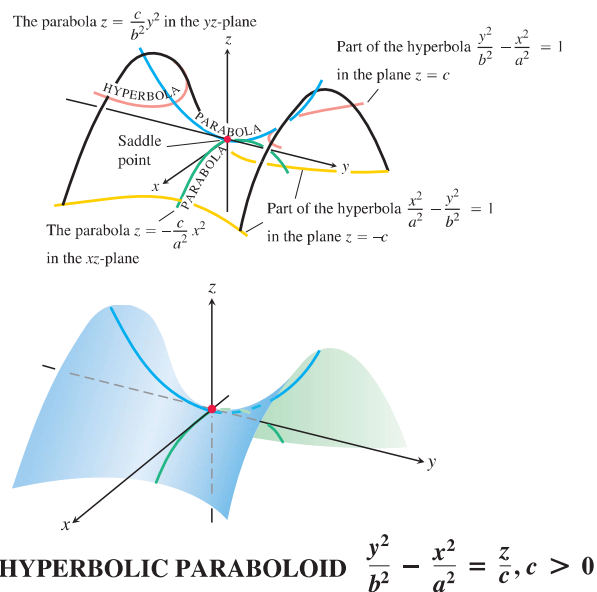 The parabola z = c/b² y² in the yz-plane
z
Part of the hyperbola y²/b² − x²/a² = 1
in the plane z = c
HYPERBOLA
PARABOLA
Saddle
point
y
x
PARABOLA
Part of the hyperbola x²/a² − y²/b² = 1
in the plane z = −c
The parabola z = −c/a² x²
in the xz-plane
z
y
x
HYPERBOLIC PARABOLOID y²/b² − x²/a² = z/c, c > 0